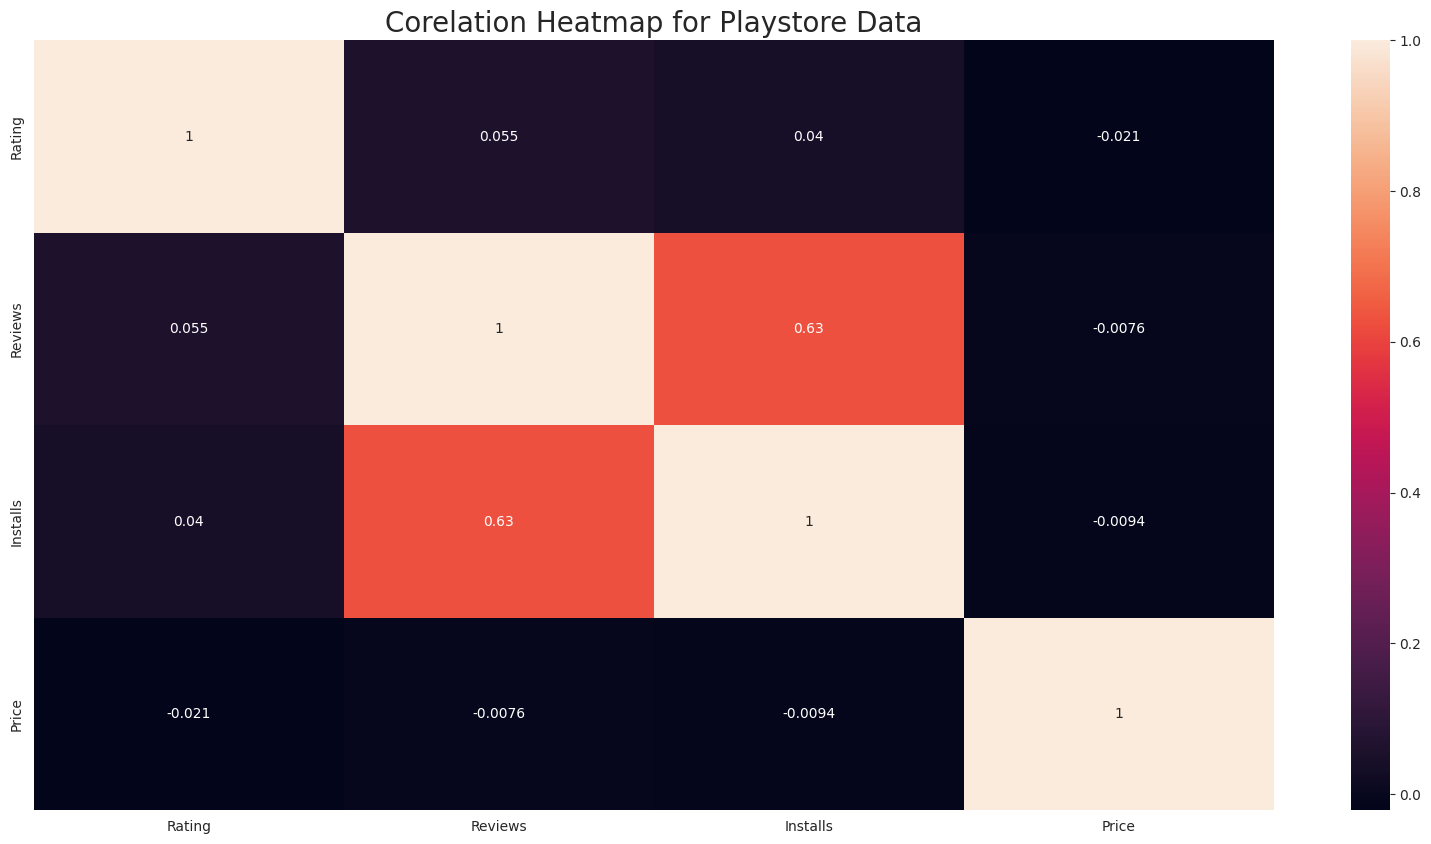 Corelation Heatmap for Playstore Data
Rating
1
0.055
0.04
-0.021
Reviews
0.055
1
0.63
-0.0076
Installs
0.04
0.63
1
-0.0094
Price
-0.021
-0.0076
-0.0094
1
Rating
Reviews
Installs
Price
1.0
0.8
0.6
0.4
0.2
0.0